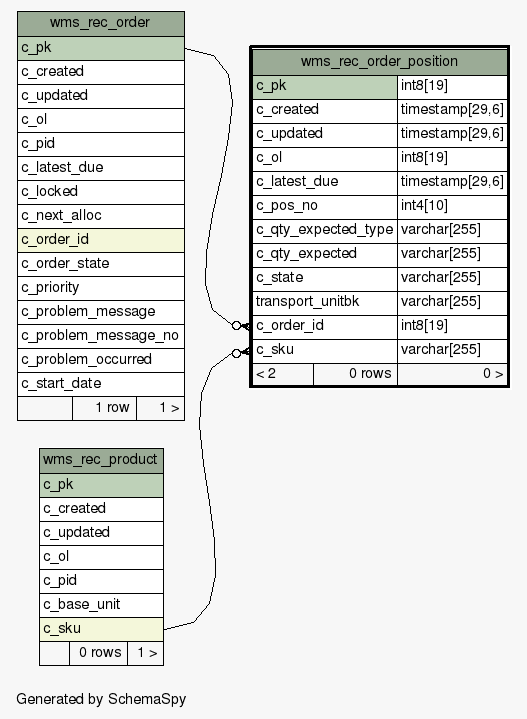 wms_rec_order
c_pk
c_created
c_updated
c_ol
c_pid
c_latest_due
c_locked
c_next_alloc
c_order_id
c_order_state
c_priority
c_problem_message
c_problem_message_no
c_problem_occurred
c_start_date
1 row 1 >
wms_rec_order_position
c_pk int8[19]
c_created timestamp[29,6]
c_updated timestamp[29,6]
c_ol int8[19]
c_latest_due timestamp[29,6]
c_pos_no int4[10]
c_qty_expected_type varchar[255]
c_qty_expected varchar[255]
c_state varchar[255]
transport_unitbk varchar[255]
c_order_id int8[19]
c_sku varchar[255]
< 2 0 rows 0 >
wms_rec_product
c_pk
c_created
c_updated
c_ol
c_pid
c_base_unit
c_sku
0 rows 1 >
Generated by SchemaSpy